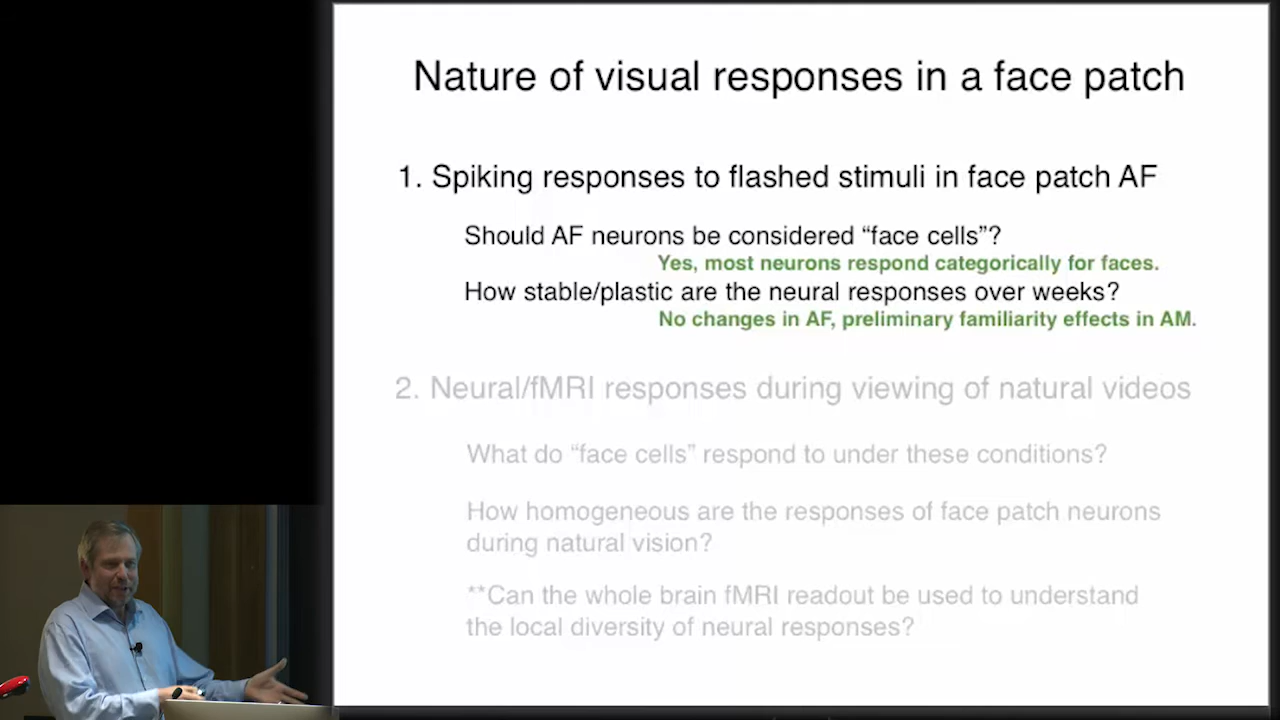 Nature of visual responses in a face patch
1. Spiking responses to flashed stimuli in face patch AF
Should AF neurons be considered “face cells”?
Yes, most neurons respond categorically for faces.
How stable/plastic are the neural responses over weeks?
No changes in AF, preliminary familiarity effects in AM.
2. Neural/fMRI responses during viewing of natural videos
What do “face cells” respond to under these conditions?
How homogeneous are the responses of face patch neurons
during natural vision?
**Can the whole brain fMRI readout be used to understand
the local diversity of neural responses?